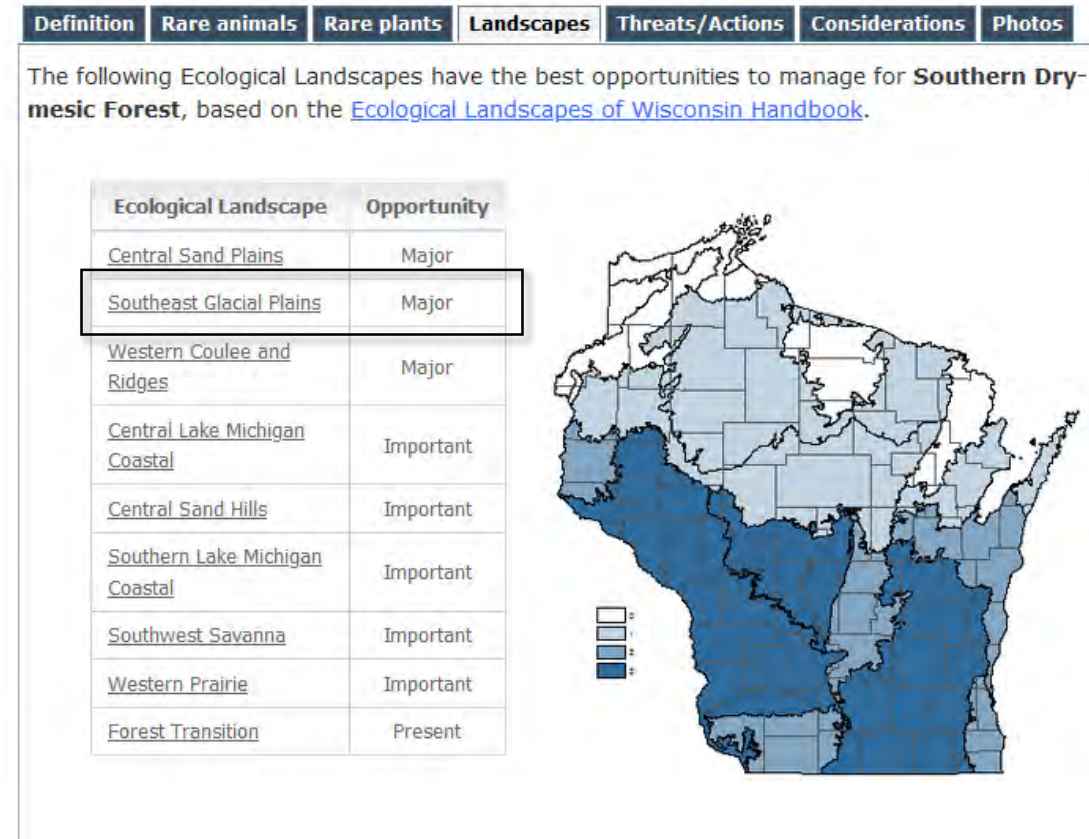 Definition Rare animals Rare plants Landscapes Threats/Actions Considerations Photos
The following Ecological Landscapes have the best opportunities to manage for Southern Dry-
mesic Forest, based on the Ecological Landscapes of Wisconsin Handbook.
Ecological Landscape Opportunity
Central Sand Plains Major
Southeast Glacial Plains Major
Western Coulee and
Ridges Major
Central Lake Michigan
Coastal Important
Central Sand Hills Important
Southern Lake Michigan
Coastal Important
Southwest Savanna Important
Western Prairie Important
Forest Transition Present